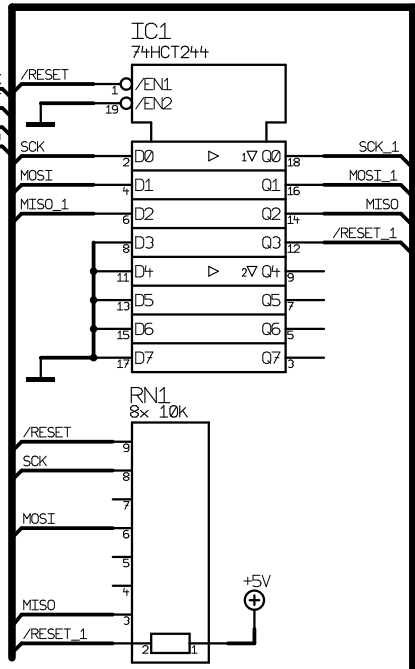 IC1
74HCT244
/RESET
1 /EN1
19 /EN2
SCK 2 D0 1 Q0 18 SCK_1
MOSI 4 D1 Q1 16 MOSI_1
MISO_1 6 D2 Q2 14 MISO
8 D3 Q3 12 /RESET_1
11 D4 2 Q4 9
13 D5 Q5 7
15 D6 Q6 5
17 D7 Q7 3
RN1
8x 10k
/RESET 9
SCK 8
7
MOSI 6
5
4
+5V
MISO 3
/RESET_1 2 1